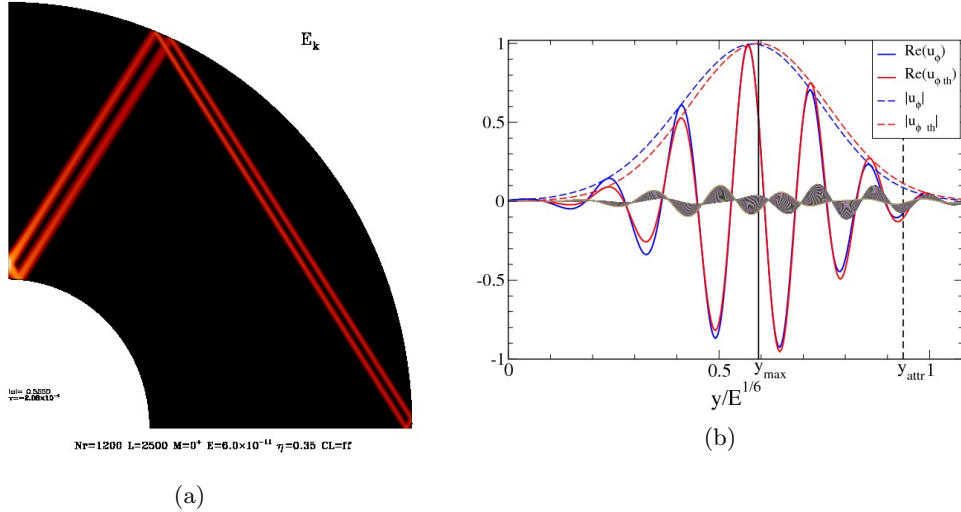 E_k
|ω|= 0.5550
τ=-2.08×10⁻⁴
Nr=1200 L=2500 M=0⁺ E=6.0×10⁻¹¹ η=0.35 CL=ff
(a)
Re(u_ϕ)
Re(u_ϕ th)
|u_ϕ|
|u_ϕ th|
1
0.5
0
-0.5
-1
0
0.5
y_max
y_attr
1
y/E^1/6
(b)